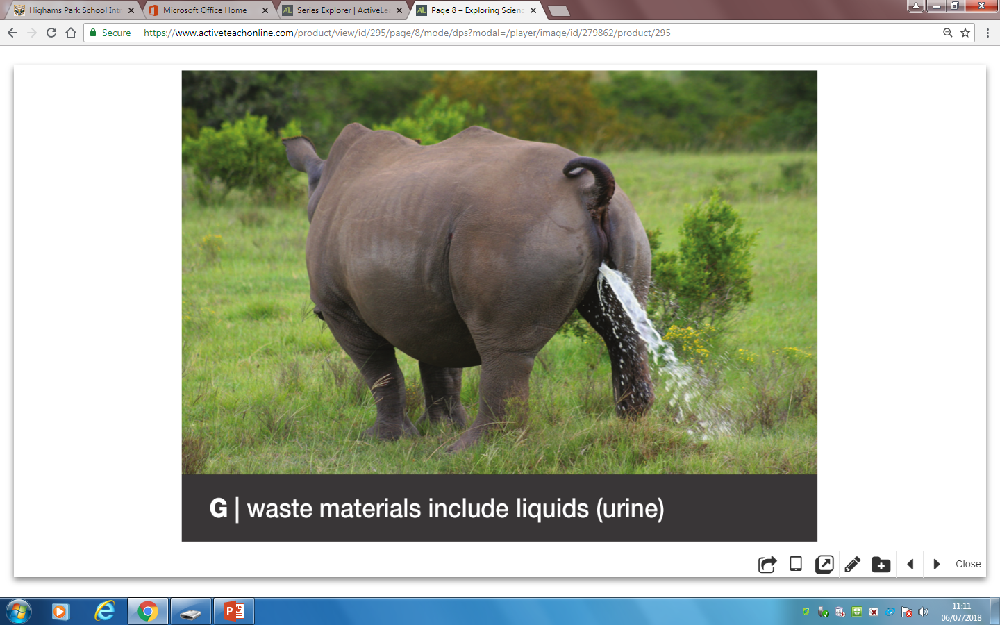 Highams Park School Intr
Microsoft Office Home
Series Explorer | ActiveLe
Page 8 – Exploring Scienc
Secure
https://www.activeteachonline.com/product/view/id/295/page/8/mode/dps?modal=/player/image/id/279862/product/295
G | waste materials include liquids (urine)
Close
11:11
06/07/2018